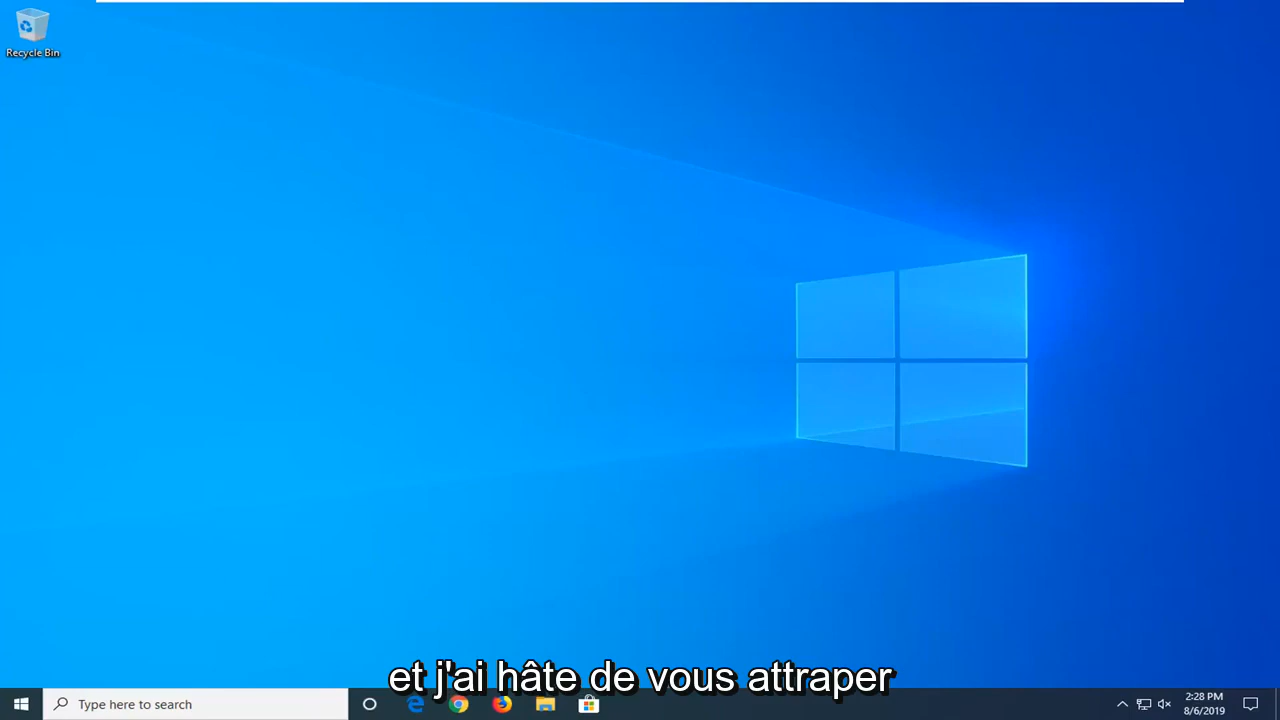 Recycle Bin
et j'ai hâte de vous attraper
Type here to search
2:28 PM
8/6/2019